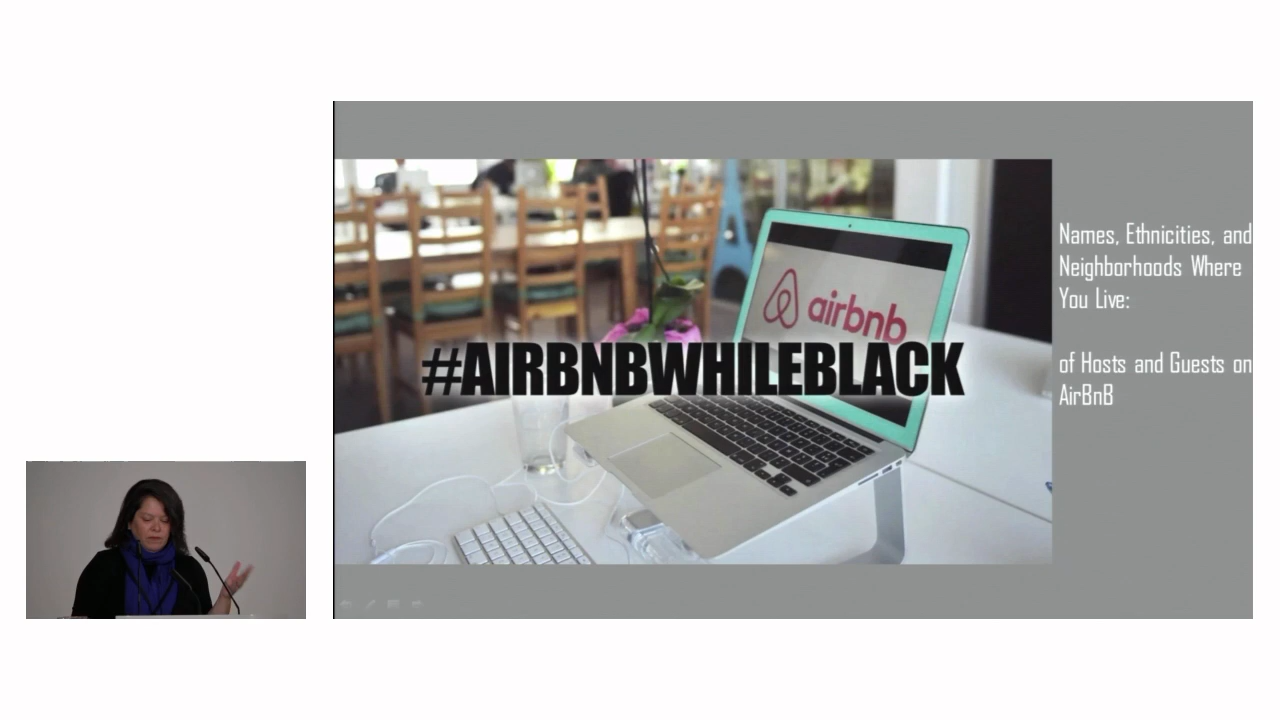 airbnb
#AIRBNBWHILEBLACK
Names, Ethnicities, and
Neighborhoods Where
You Live:
of Hosts and Guests on
AirBnB